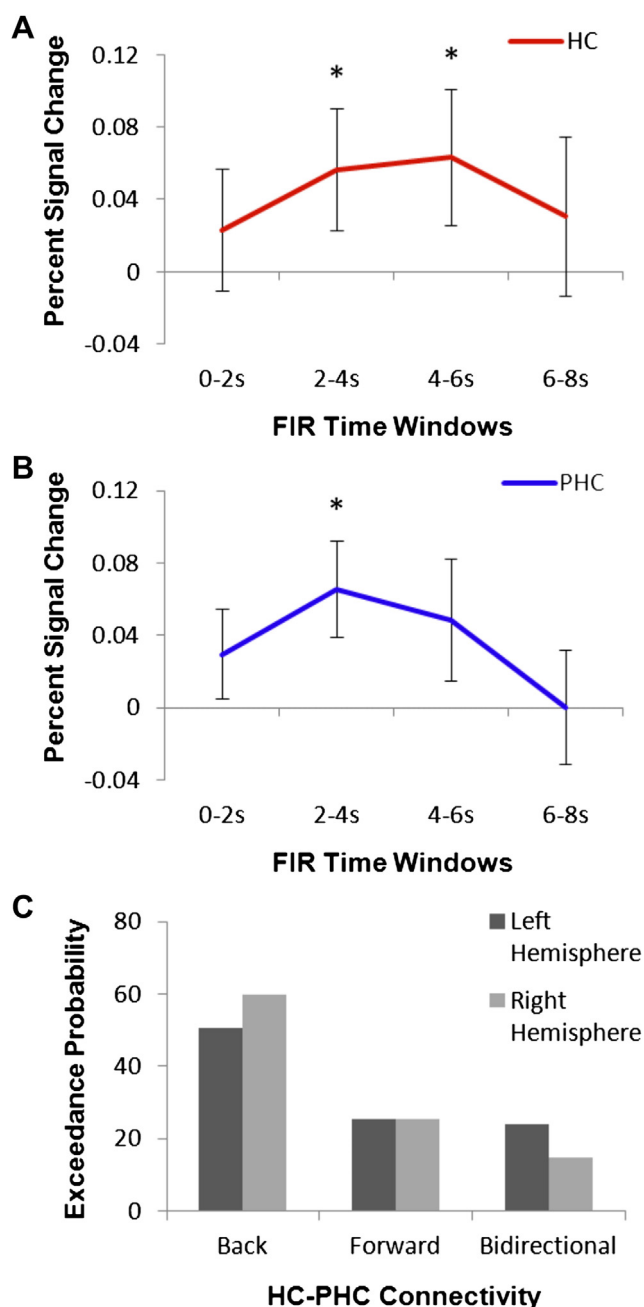 A
HC
0.12
*
*
0.08
0.04
0
-0.04
Percent Signal Change
0-2s 2-4s 4-6s 6-8s
FIR Time Windows
B
PHC
0.12
*
0.08
0.04
0
-0.04
Percent Signal Change
0-2s 2-4s 4-6s 6-8s
FIR Time Windows
C
80
60
40
20
0
Exceedance Probability
Left
Hemisphere
Right
Hemisphere
Back Forward Bidirectional
HC-PHC Connectivity